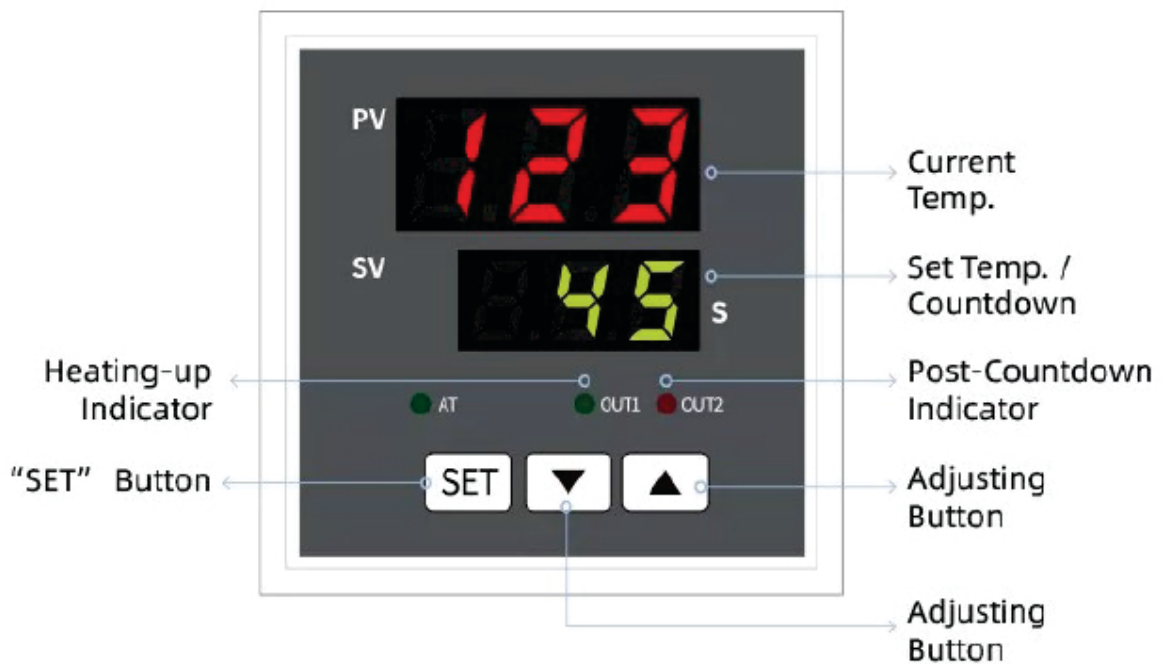 PV
123
Current
Temp.
SV
45
S
Set Temp. /
Countdown
Heating-up
Indicator
AT
OUT1
OUT2
Post-Countdown
Indicator
“SET” Button
SET
▼
▲
Adjusting
Button
Adjusting
Button